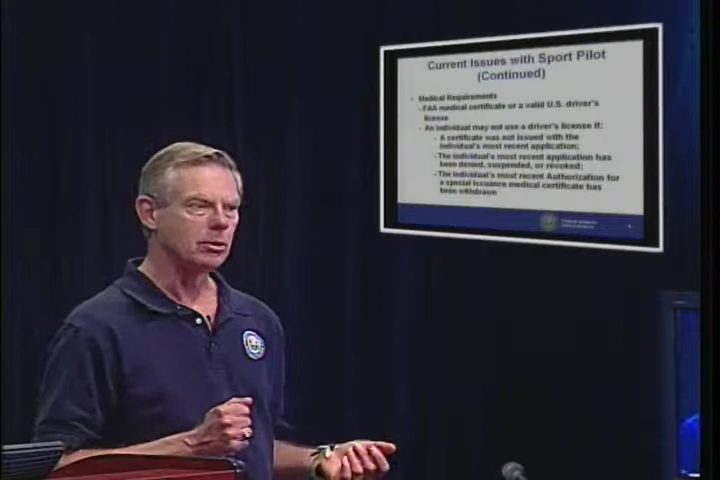 Current Issues with Sport Pilot
(Continued)
• Medical Requirements
- FAA medical certificate or a valid U.S. driver's
license
- An individual may not use a driver's license if:
- A certificate was not issued with the
individual's most recent application;
- The individual's most recent application has
been denied, suspended, or revoked;
- The individual's most recent Authorization for
a special issuance medical certificate has
been withdrawn